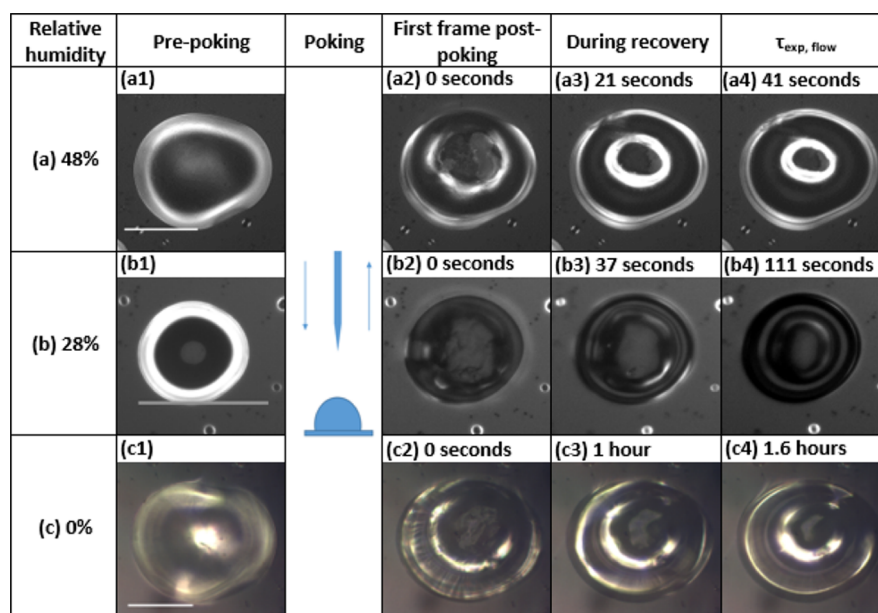 Relative humidity
Pre-poking
Poking
First frame post-poking
During recovery
τexp, flow
(a) 48%
(a1)
(a2) 0 seconds
(a3) 21 seconds
(a4) 41 seconds
(b) 28%
(b1)
(b2) 0 seconds
(b3) 37 seconds
(b4) 111 seconds
(c) 0%
(c1)
(c2) 0 seconds
(c3) 1 hour
(c4) 1.6 hours